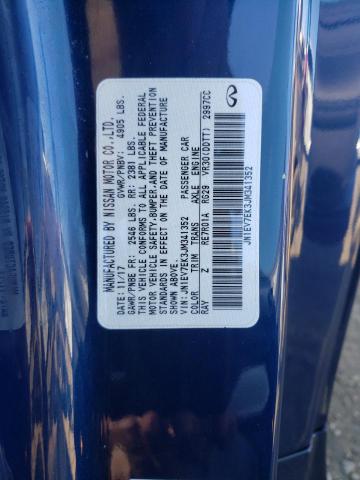 MANUFACTURED BY NISSAN MOTOR CO.,LTD.
DATE: 11/17 GVWR/PNBV: 4905 LBS.
GAWR/PNBE FR: 2546 LBS. RR: 2381 LBS.
THIS VEHICLE CONFORMS TO ALL APPLICABLE FEDERAL
MOTOR VEHICLE SAFETY,BUMPER,AND THEFT PREVENTION
STANDARDS IN EFFECT ON THE DATE OF MANUFACTURE
SHOWN ABOVE.
VIN: JN1EV7EK3JM341352 PASSENGER CAR
COLOR TRIM TRANS AXLE ENGINE
RAY Z RE7R01A RG29 VR30(DDTT) 2997CC
JN1EV7EK3JM341352